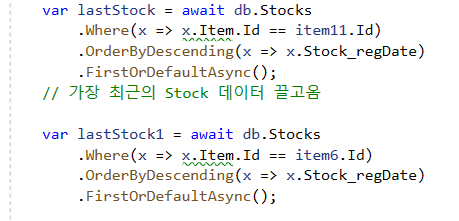 var lastStock = await db.Stocks
.Where(x => x.Item.Id == item11.Id)
.OrderByDescending(x => x.Stock_regDate)
.FirstOrDefaultAsync();
// 가장 최근의 Stock 데이터 끌고옴
var lastStock1 = await db.Stocks
.Where(x => x.Item.Id == item6.Id)
.OrderByDescending(x => x.Stock_regDate)
.FirstOrDefaultAsync();